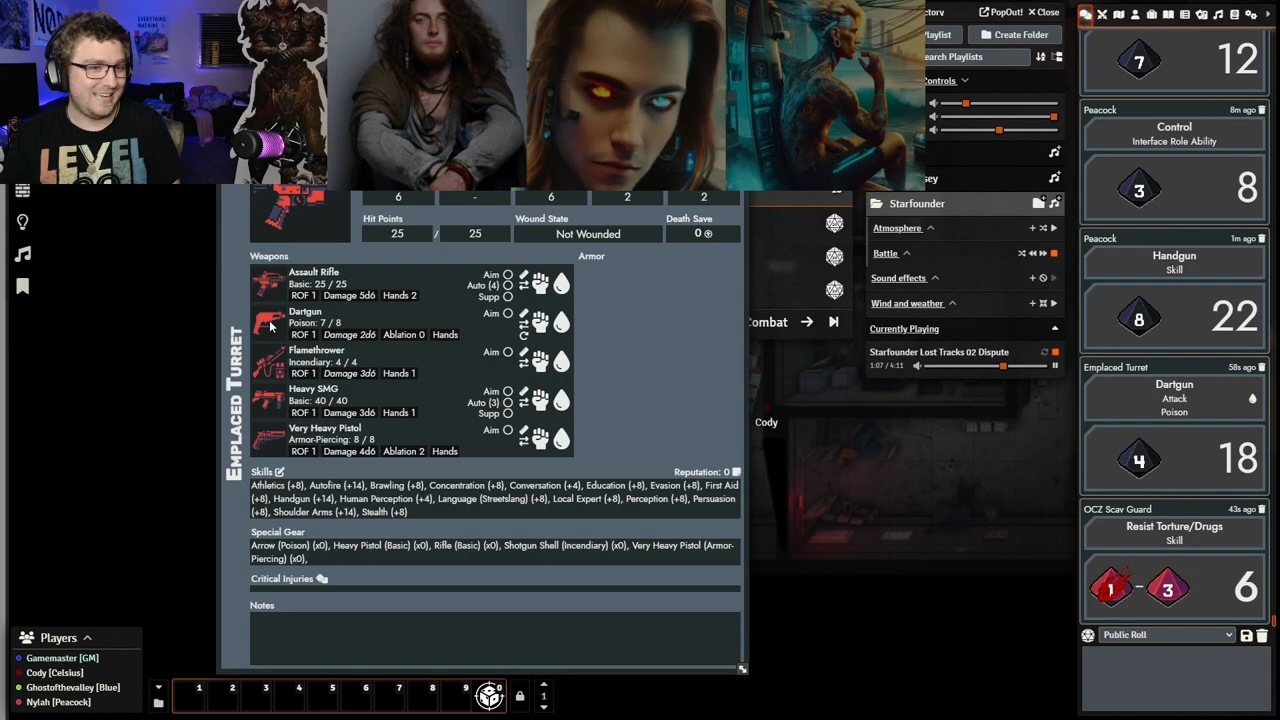 LEVEL
ctory
PopOut!
Close
aylist
Create Folder
earch Playlists
Controls
sey
Starfounder
Atmosphere
Battle
Sound effects
Wind and weather
Currently Playing
Starfounder Lost Tracks 02 Dispute
1:07 / 4:11
Combat
Cody
6 - 6 2 2
Hit Points Wound State Death Save
25 / 25 Not Wounded 0
Weapons Armor
EMPLACED TURRET
Assault Rifle
Basic: 25 / 25
ROF 1 Damage 5d6 Hands 2
Aim
Auto (4)
Supp
Dartgun
Poison: 7 / 8
ROF 1 Damage 2d6 Ablation 0 Hands
Aim
Flamethrower
Incendiary: 4 / 4
ROF 1 Damage 3d6 Hands 1
Aim
Heavy SMG
Basic: 40 / 40
ROF 1 Damage 3d6 Hands 1
Aim
Auto (3)
Supp
Very Heavy Pistol
Armor-Piercing: 8 / 8
ROF 1 Damage 4d6 Ablation 2 Hands
Aim
Skills Reputation: 0
Athletics (+8), Autofire (+14), Brawling (+8), Concentration (+8), Conversation (+4), Education (+8), Evasion (+8), First Aid
(+8), Handgun (+14), Human Perception (+4), Language (Streetslang) (+8), Local Expert (+8), Perception (+8), Persuasion
(+8), Shoulder Arms (+14), Stealth (+8)
Special Gear
Arrow (Poison) (x0), Heavy Pistol (Basic) (x0), Rifle (Basic) (x0), Shotgun Shell (Incendiary) (x0), Very Heavy Pistol (Armor-
Piercing) (x0),
Critical Injuries
Notes
Players
Gamemaster [GM]
Cody [Celsius]
Ghostofthevalley [Blue]
Nylah [Peacock]
1 2 3 4 5 6 7 8 9 0
1
7 12
Peacock 8m ago
Control
Interface Role Ability
3 8
Peacock 1m ago
Handgun
Skill
8 22
Emplaced Turret 58s ago
Dartgun
Attack
Poison
4 18
OCZ Scav Guard 43s ago
Resist Torture/Drugs
Skill
1 - 3 6
Public Roll